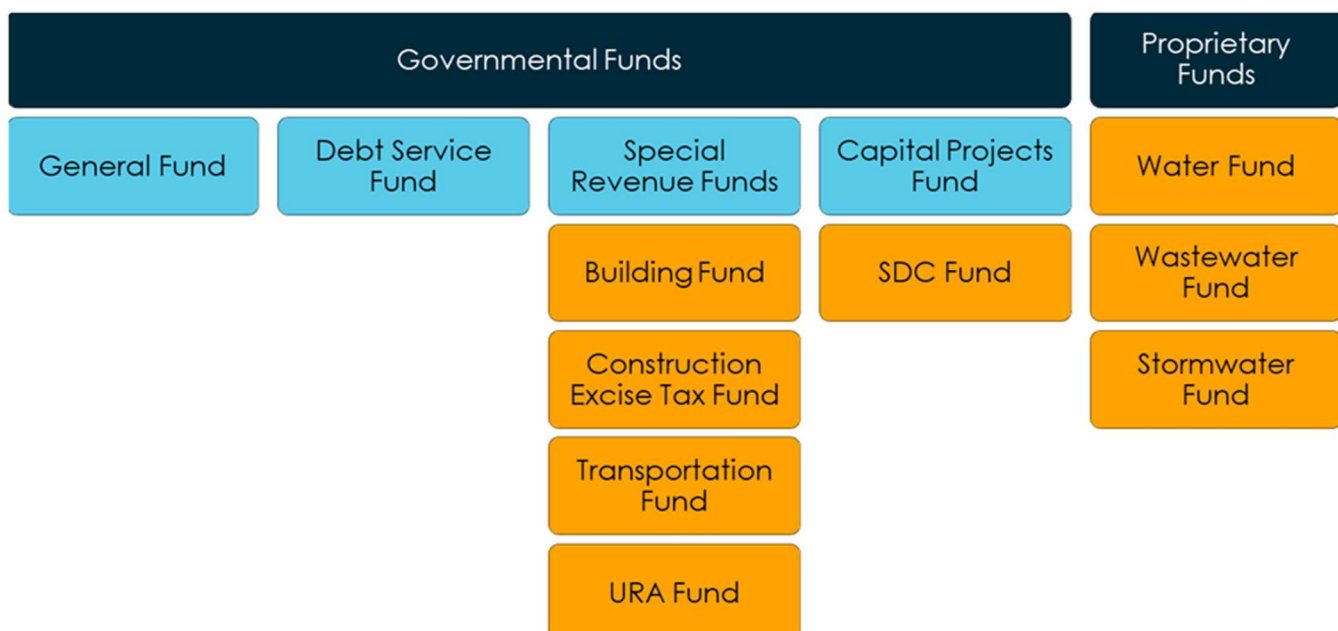 Governmental Funds
Proprietary
Funds
General Fund
Debt Service
Fund
Special
Revenue Funds
Capital Projects
Fund
Water Fund
Building Fund
SDC Fund
Wastewater
Fund
Construction
Excise Tax Fund
Stormwater
Fund
Transportation
Fund
URA Fund